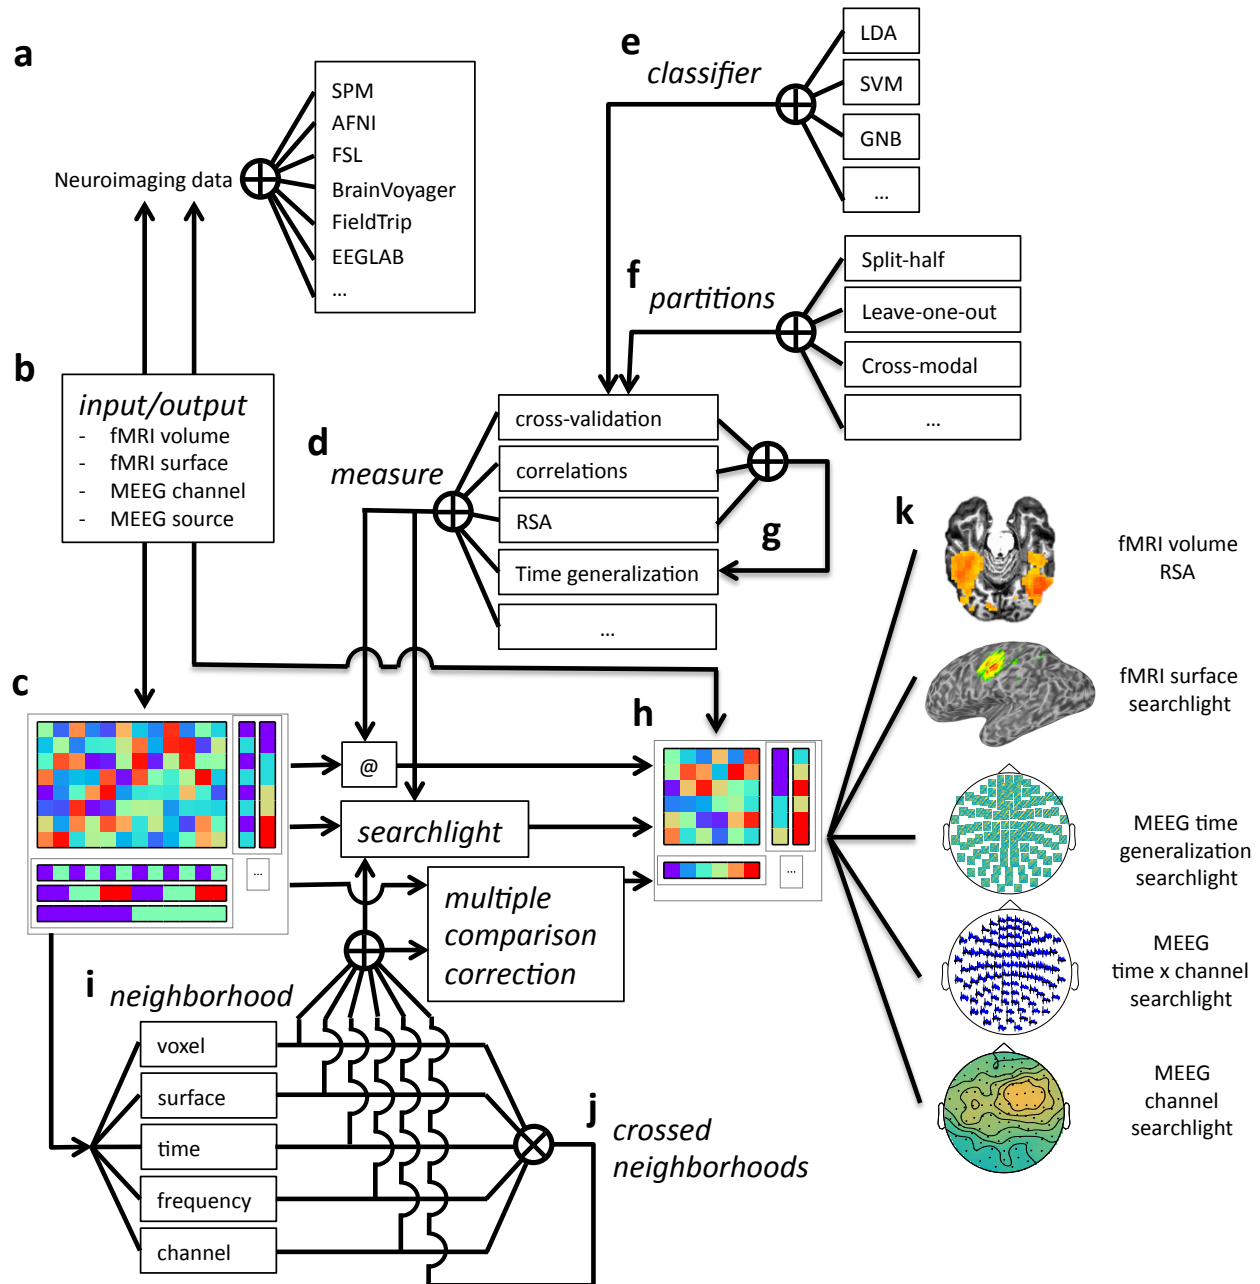 a
Neuroimaging data
SPM
AFNI
FSL
BrainVoyager
FieldTrip
EEGLAB
...
e
classifier
LDA
SVM
GNB
...
f
partitions
Split-half
Leave-one-out
Cross-modal
...
b
input/output
- fMRI volume
- fMRI surface
- MEEG channel
- MEEG source
d
measure
cross-validation
correlations
RSA
Time generalization
...
g
c
...
@
searchlight
multiple
comparison
correction
h
...
i
neighborhood
voxel
surface
time
frequency
channel
j
crossed
neighborhoods
k
fMRI volume
RSA
fMRI surface
searchlight
MEEG time
generalization
searchlight
MEEG
time x channel
searchlight
MEEG
channel
searchlight